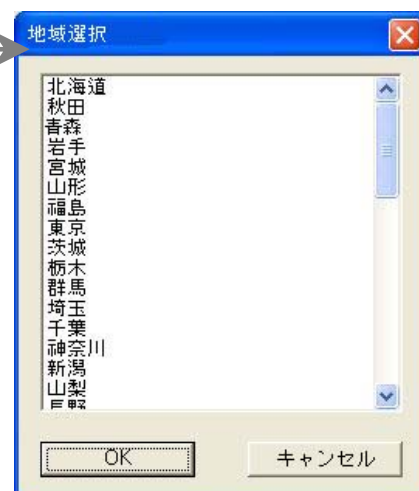 地域選択
北海道
秋田
青森
岩手
宮城
山形
福島
東京
茨城
栃木
群馬
埼玉
千葉
神奈川
新潟
山梨
長野
OK
キャンセル